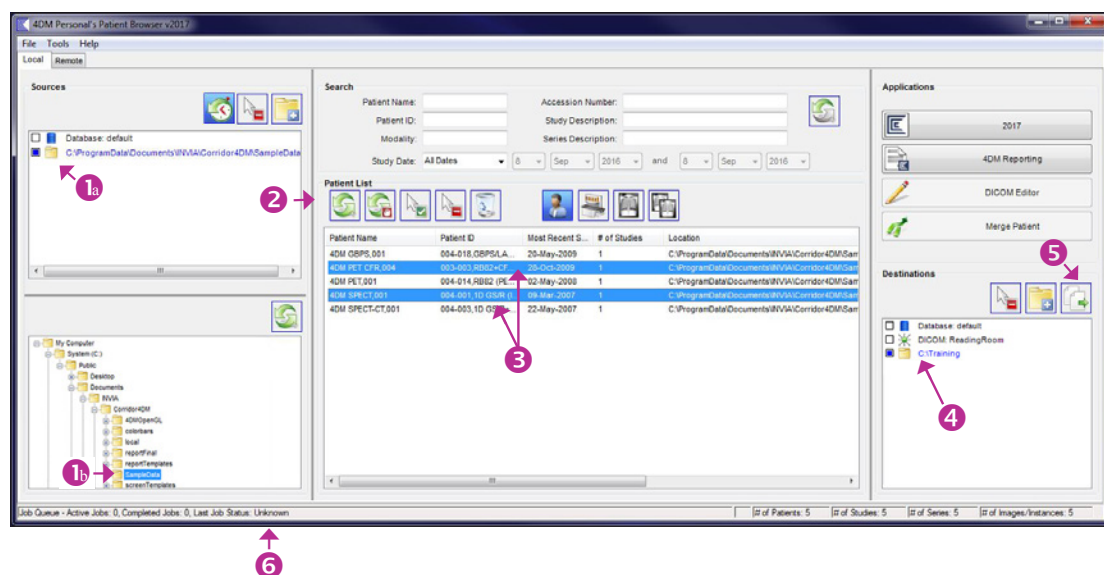 4DM Personal's Patient Browser v2017
File Tools Help
Local Remote
Sources
Database: default
C:\ProgramData\Documents\INVIA\Corridor4DM\SampleData
1a
My Computer
System (C:)
Public
Desktop
Documents
INVIA
Corridor4DM
4DMOpenGL
colorbars
local
reportFinal
reportTemplates
1b
SampleData
screenTemplates
Search
Patient Name: Accession Number:
Patient ID: Study Description:
Modality: Series Description:
Study Date: All Dates 8 Sep 2016 and 8 Sep 2016
Patient List
2
Patient Name Patient ID Most Recent S... # of Studies Location
4DM GBPS,001 004-018,GBPS/LA... 20-May-2009 1 C:\ProgramData\Documents\INVIA\Corridor4DM\Sam
4DM PET CFR,004 003-003,RB82+CF... 20-Oct-2009 1 C:\ProgramData\Documents\INVIA\Corridor4DM\Sam
4DM PET,001 004-014,RB82 (PE... 02-May-2008 1 C:\ProgramData\Documents\INVIA\Corridor4DM\Sam
4DM SPECT,001 004-001,1D GS/R (I... 09-Mar-2007 1 C:\ProgramData\Documents\INVIA\Corridor4DM\Sam
4DM SPECT-CT,001 004-003,1D 22-May-2007 1 C:\ProgramData\Documents\INVIA\Corridor4DM\Sam
3
Applications
2017
4DM Reporting
DICOM Editor
Merge Patient
5
Destinations
Database: default
DICOM: ReadingRoom
C:\Training
4
Job Queue - Active Jobs: 0, Completed Jobs: 0, Last Job Status: Unknown # of Patients: 5 # of Studies: 5 # of Series: 5 # of Images/Instances: 5
6